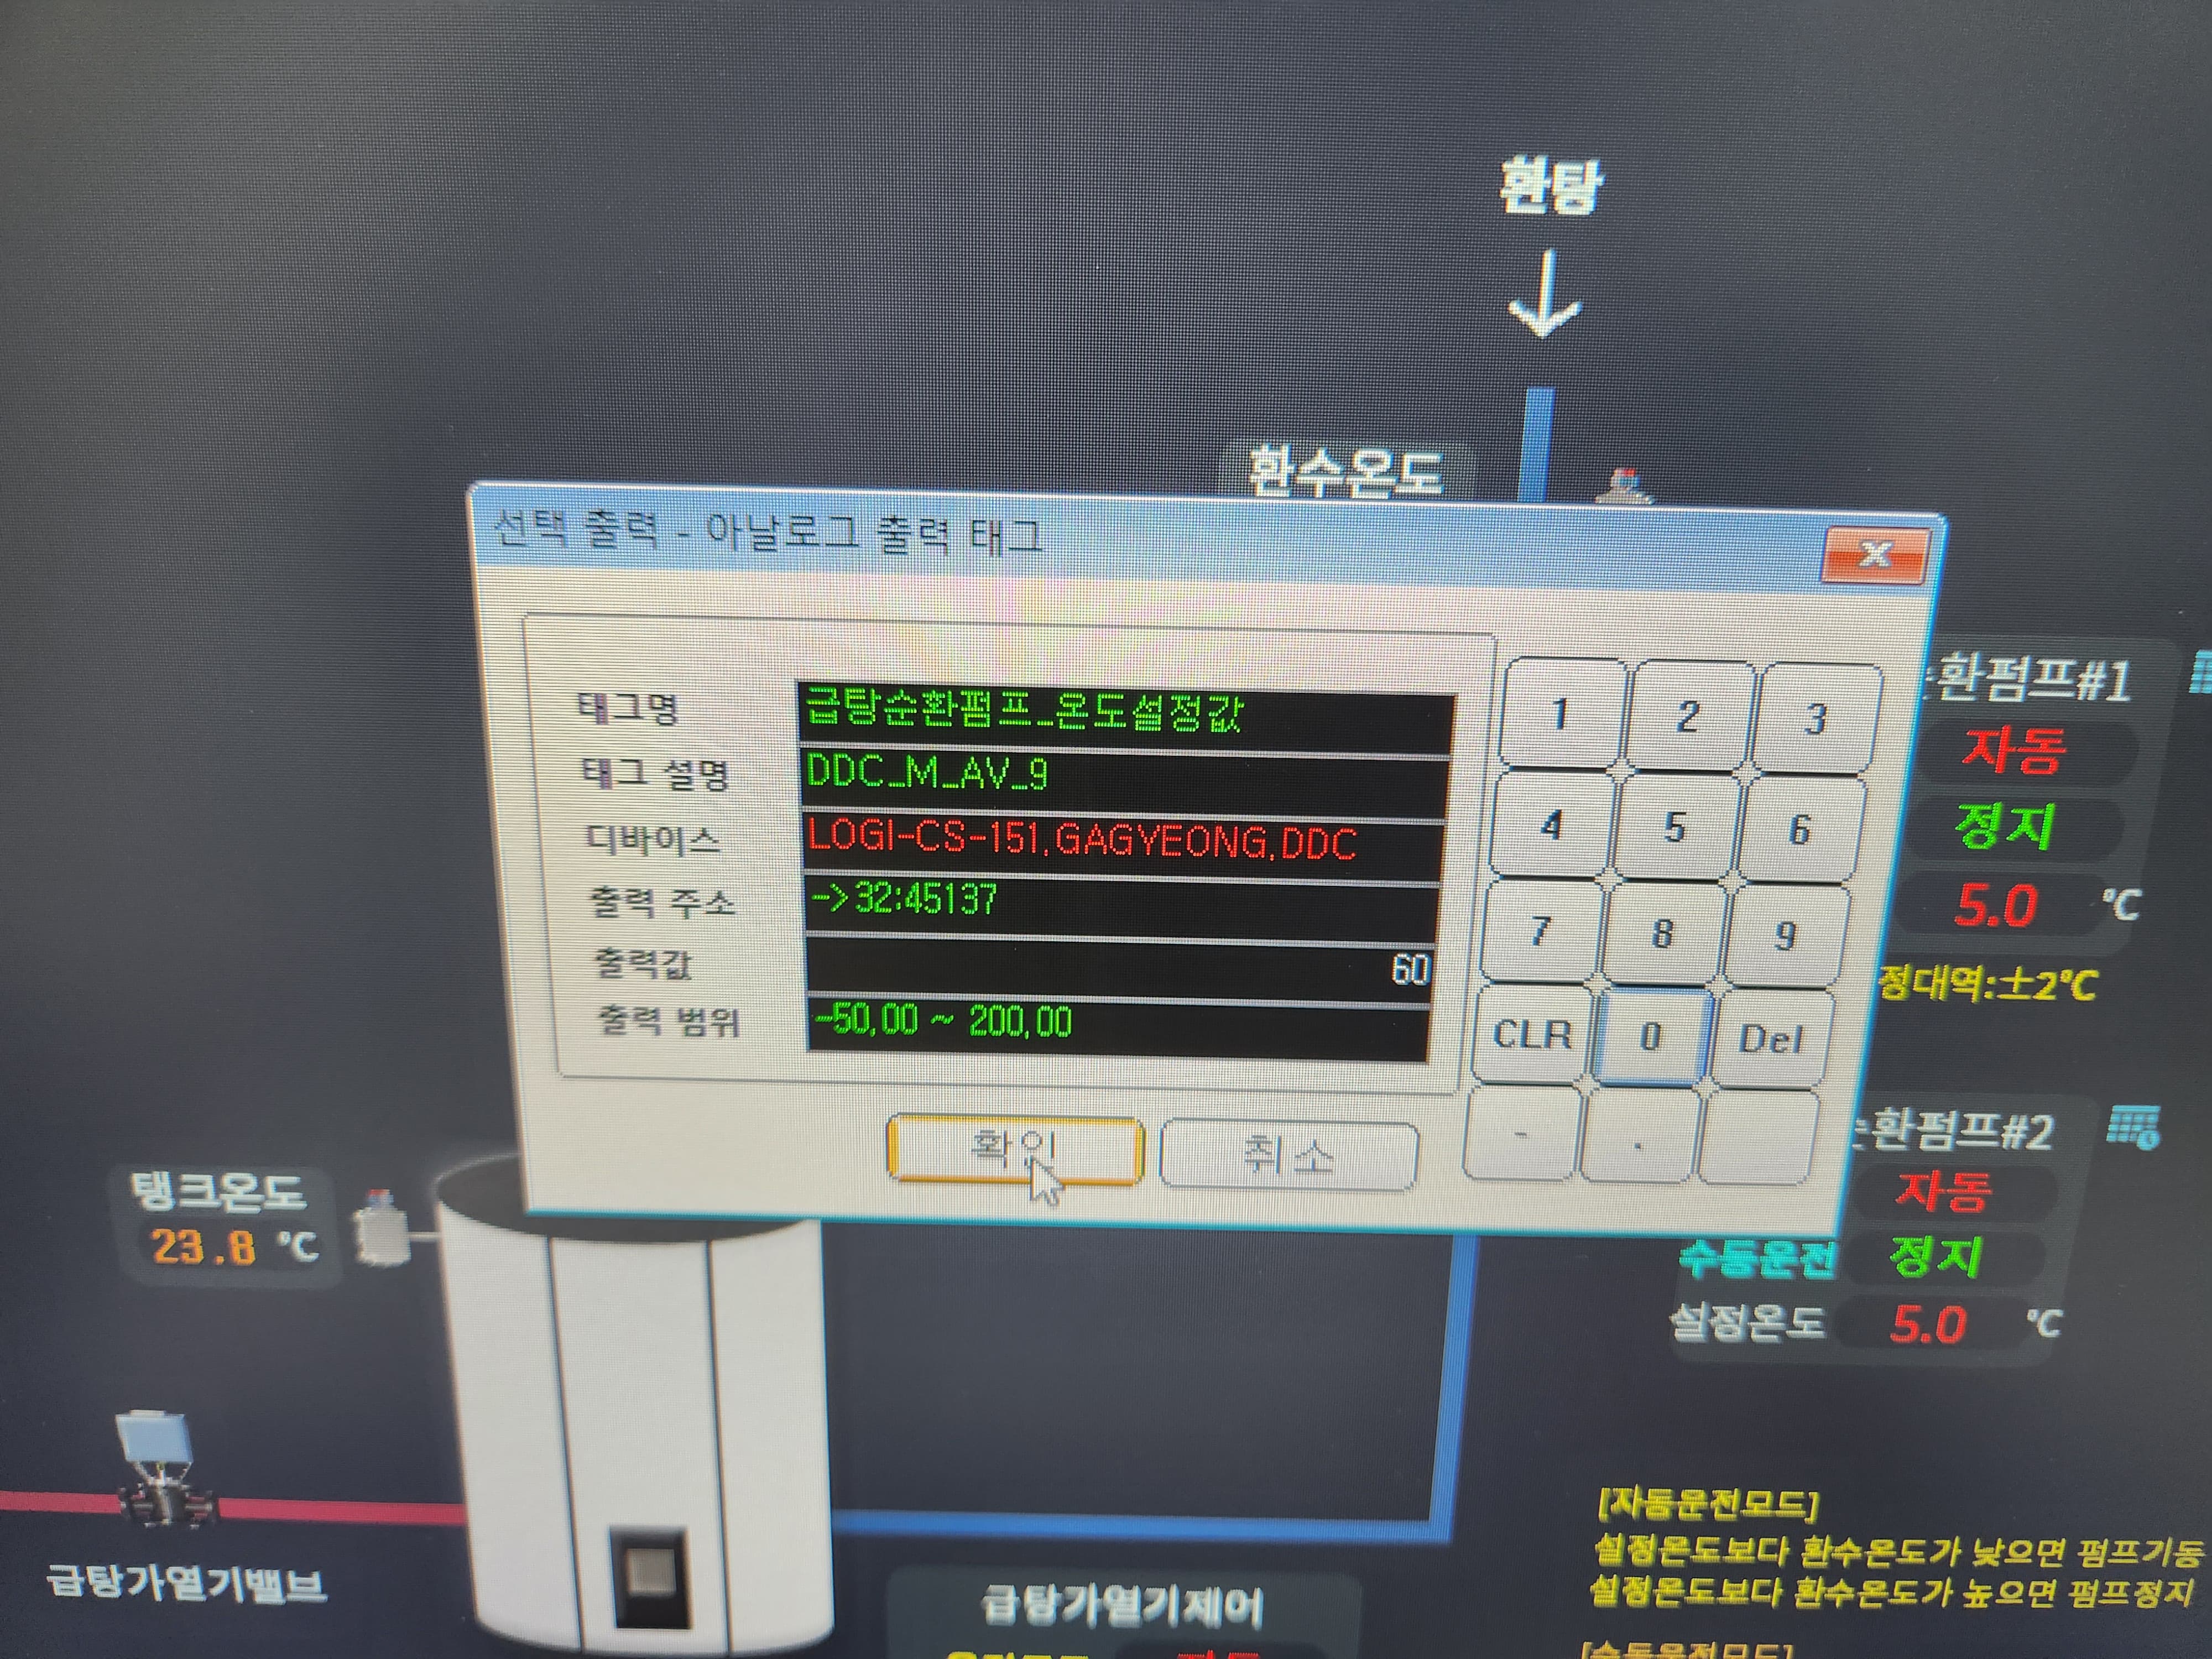 환탕
환수온도
선택 출력 - 아날로그 출력 태그
태그명 급탕순환펌프_온도설정값
태그 설명 DDC_M_AV_9
디바이스 LOGI-CS-151.GAGYEONG.DDC
출력 주소 ->32:45137
출력값 60
출력 범위 -50.00 ~ 200.00
1 2 3
4 5 6
7 8 9
CLR 0 Del
- .
확인 취소
환펌프#1
자동
정지
5.0 ℃
정대역:±2℃
환펌프#2
자동
수동운전 정지
설정온도 5.0 ℃
탱크온도
23.8 ℃
급탕가열기밸브
급탕가열기제어
[자동운전모드]
설정온도보다 환수온도가 낮으면 펌프기동
설정온도보다 환수온도가 높으면 펌프정지
[수동운전모드]